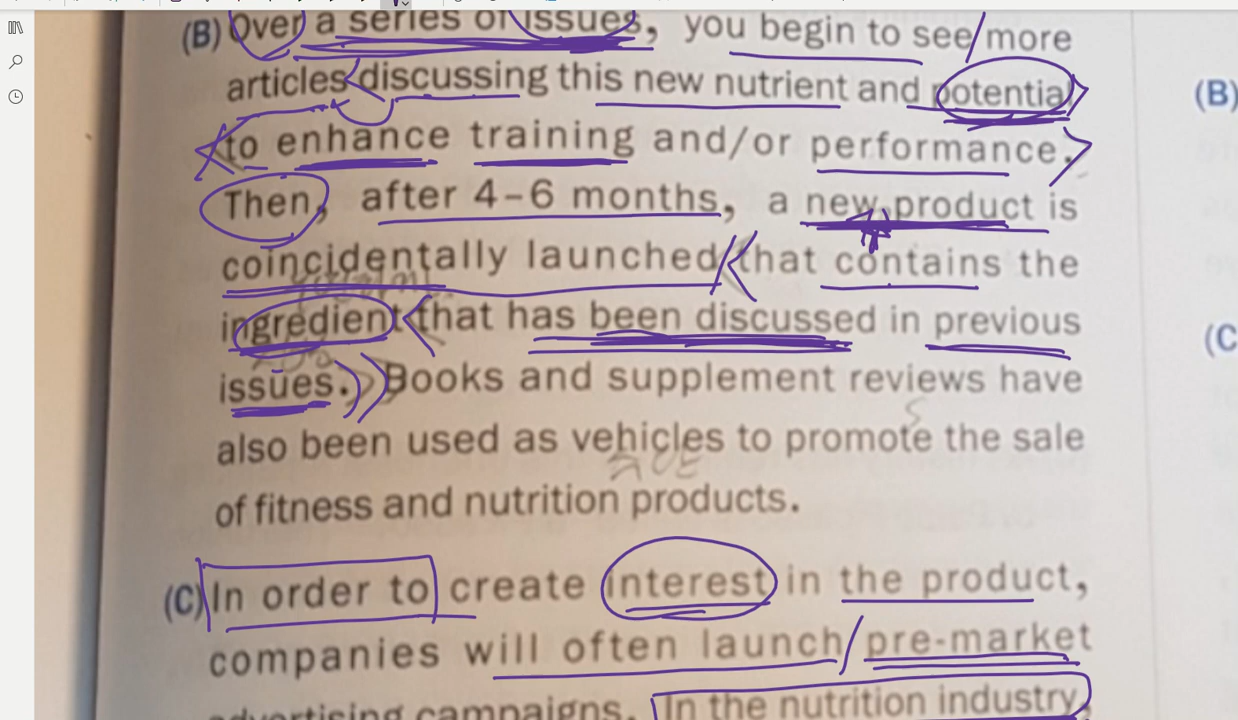 (B) Over a series of issues, you begin to see more
articles discussing this new nutrient and potential
to enhance training and/or performance.
Then, after 4-6 months, a new product is
coincidentally launched that contains the
ingredient that has been discussed in previous
issues. Books and supplement reviews have
also been used as vehicles to promote the sale
of fitness and nutrition products.
(C) In order to create interest in the product,
companies will often launch pre-market
advertising campaigns. In the nutrition industry,
(B)
(C